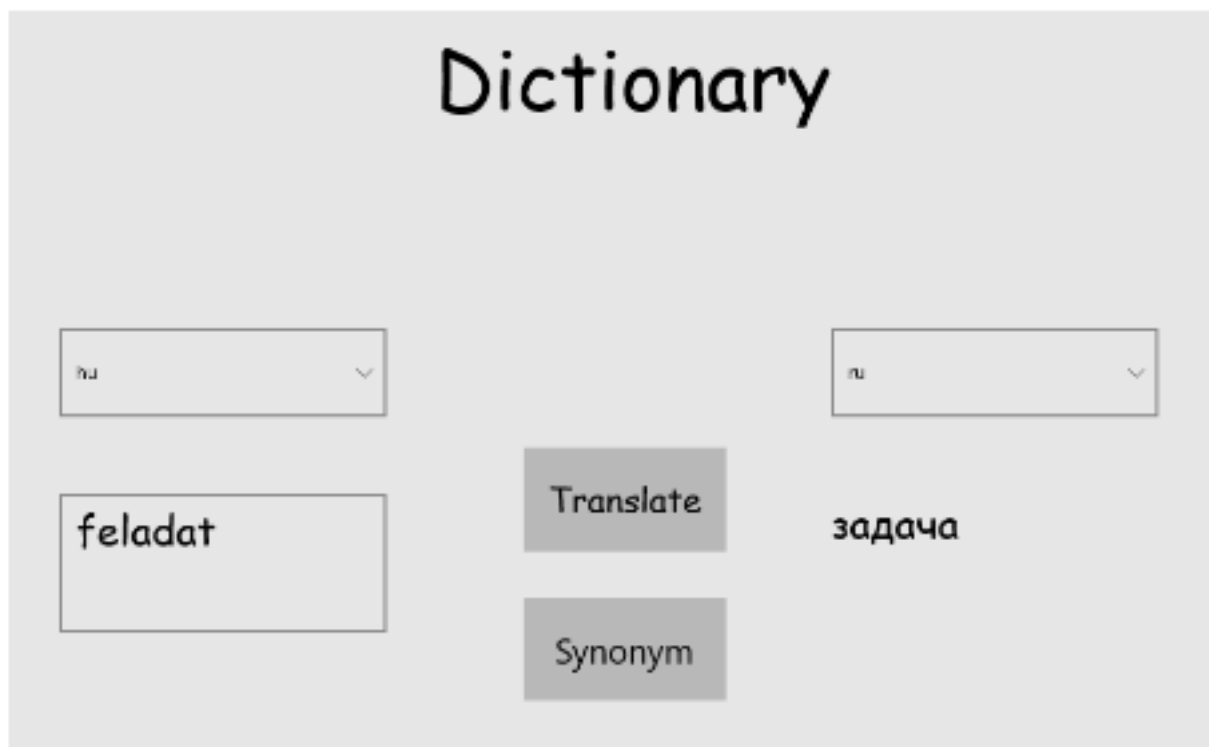 Dictionary
hu
ru
feladat
Translate
задача
Synonym